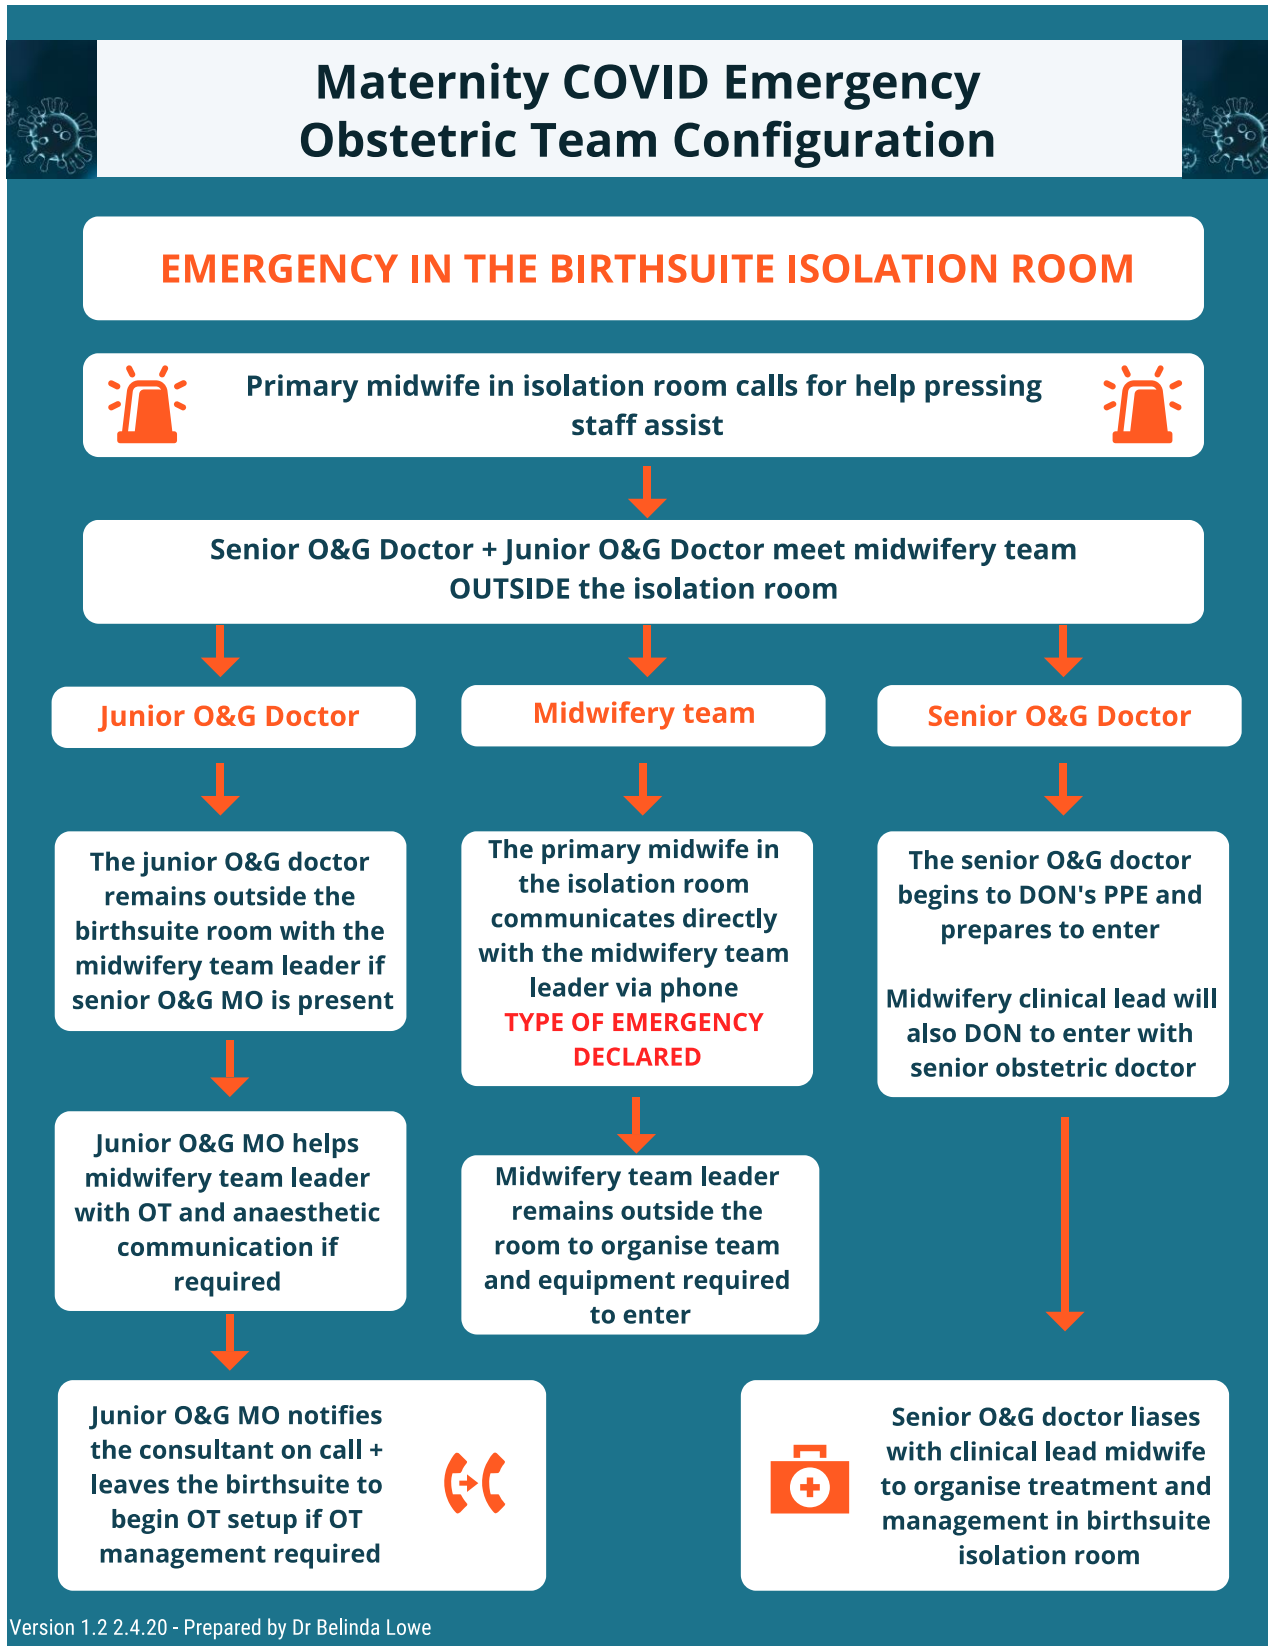 Maternity COVID Emergency
Obstetric Team Configuration
EMERGENCY IN THE BIRTHSUITE ISOLATION ROOM
Primary midwife in isolation room calls for help pressing
staff assist
Senior O&G Doctor + Junior O&G Doctor meet midwifery team
OUTSIDE the isolation room
Junior O&G Doctor
The junior O&G doctor
remains outside the
birthsuite room with the
midwifery team leader if
senior O&G MO is present
Junior O&G MO helps
midwifery team leader
with OT and anaesthetic
communication if
required
Junior O&G MO notifies
the consultant on call +
leaves the birthsuite to
begin OT setup if OT
management required
Midwifery team
The primary midwife in
the isolation room
communicates directly
with the midwifery team
leader via phone
TYPE OF EMERGENCY
DECLARED
Midwifery team leader
remains outside the
room to organise team
and equipment required
to enter
Senior O&G Doctor
The senior O&G doctor
begins to DON's PPE and
prepares to enter
Midwifery clinical lead will
also DON to enter with
senior obstetric doctor
Senior O&G doctor liases
with clinical lead midwife
to organise treatment and
management in birthsuite
isolation room
Version 1.2 2.4.20 - Prepared by Dr Belinda Lowe